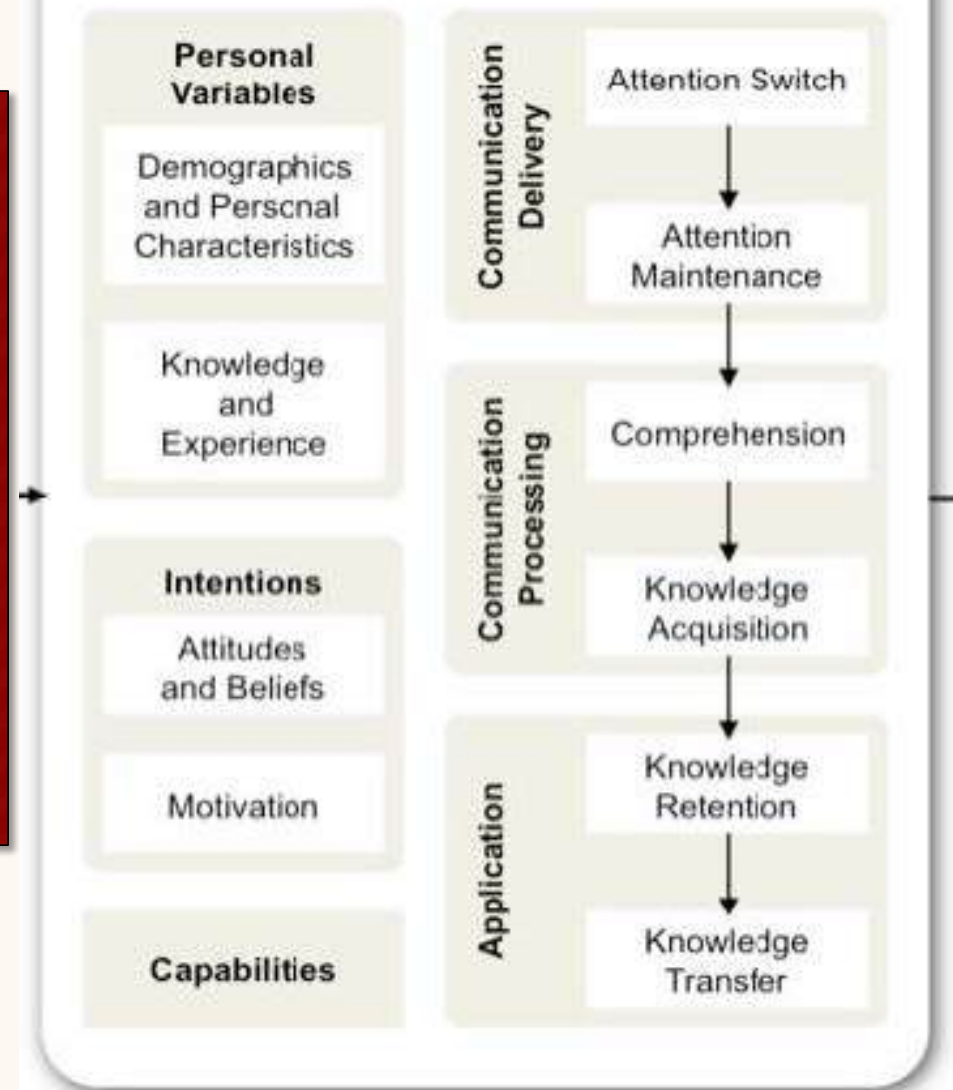 Personal
Variables
Demographics
and Personal
Characteristics
Knowledge
and
Experience
Intentions
Attitudes
and Beliefs
Motivation
Capabilities
Communication
Delivery
Attention Switch
Attention
Maintenance
Communication
Processing
Comprehension
Knowledge
Acquisition
Application
Knowledge
Retention
Knowledge
Transfer